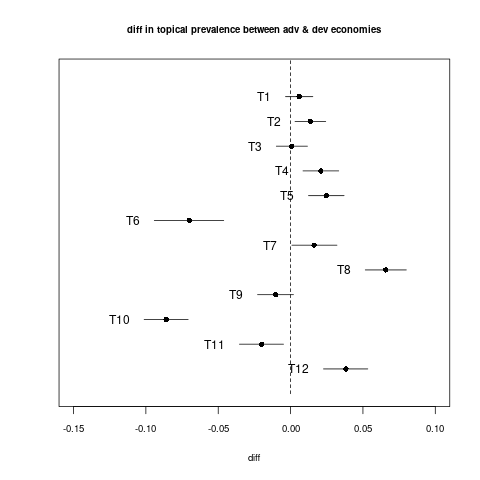 diff in topical prevalence between adv & dev economies
T1
T2
T3
T4
T5
T6
T7
T8
T9
T10
T11
T12
-0.15 -0.10 -0.05 0.00 0.05 0.10
diff